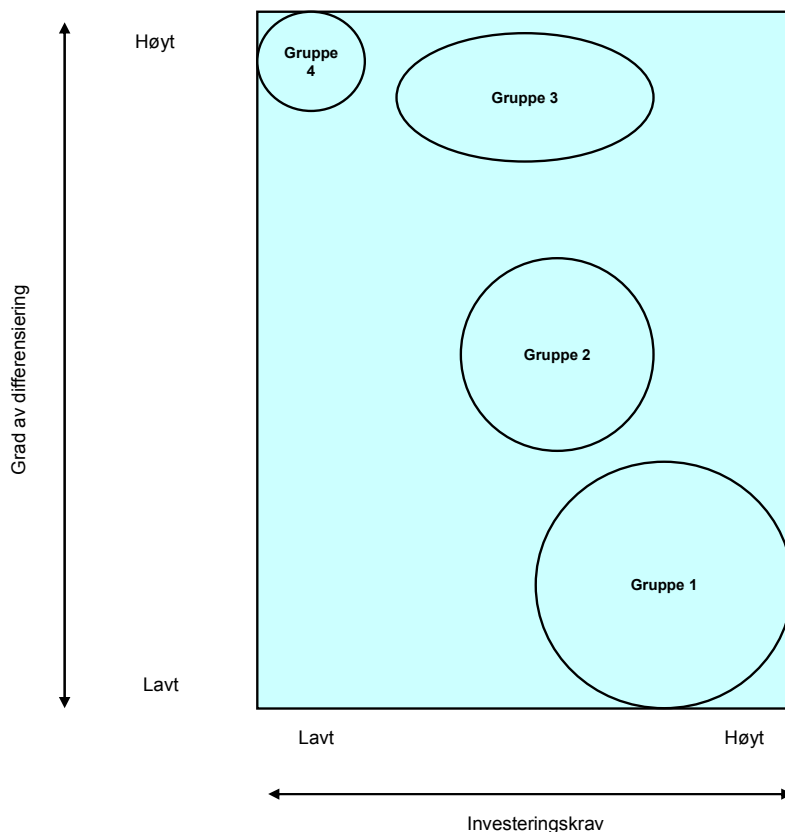 Høyt
Gruppe
4
Gruppe 3
Grad av differensiering
Gruppe 2
Gruppe 1
Lavt
Lavt
Høyt
Investeringskrav